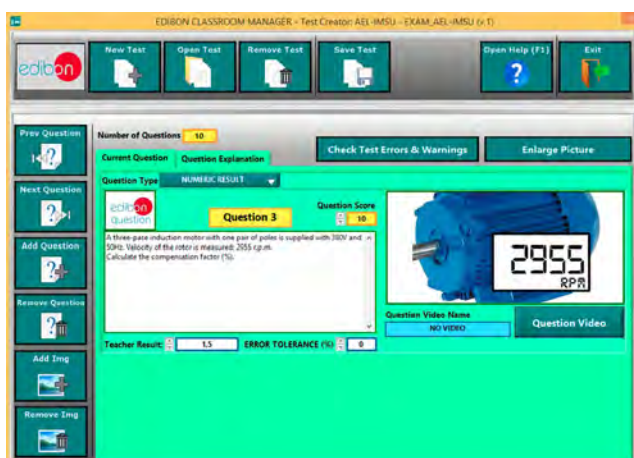 EDIBON CLASSROOM MANAGER - Test Creator: AEL-IMSU - EXAM_AEL-IMSU (x1)
edibon
New Test
Open Test
Remove Test
Save Test
Open Help (F1)
Exit
Prev Question
Next Question
Add Question
Remove Question
Add Img
Remove Img
Number of Questions 10
Current Question
Question Explanation
Check Test Errors & Warnings
Enlarge Picture
Question Type NUMERIC RESULT
edibon
question
Question 3
Question Score
10
A three-pase induction motor with one pair of poles is supplied with 380V and
50Hz. Velocity of the rotor is measured: 2955 r.p.m.
Calculate the compensation factor (%).
2955
RPM
Question Video Name
NO VIDEO
Question Video
Teacher Result: 1,5
ERROR TOLERANCE (%) 0